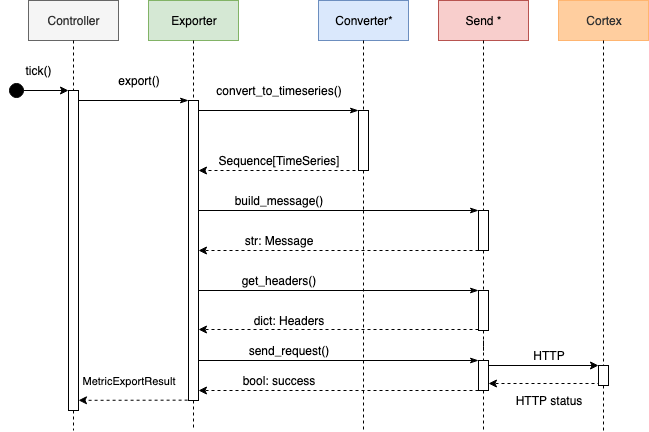 Controller
Exporter
Converter*
Send *
Cortex
tick()
export()
convert_to_timeseries()
Sequence[TimeSeries]
build_message()
str: Message
get_headers()
dict: Headers
send_request()
HTTP
bool: success
MetricExportResult
HTTP status